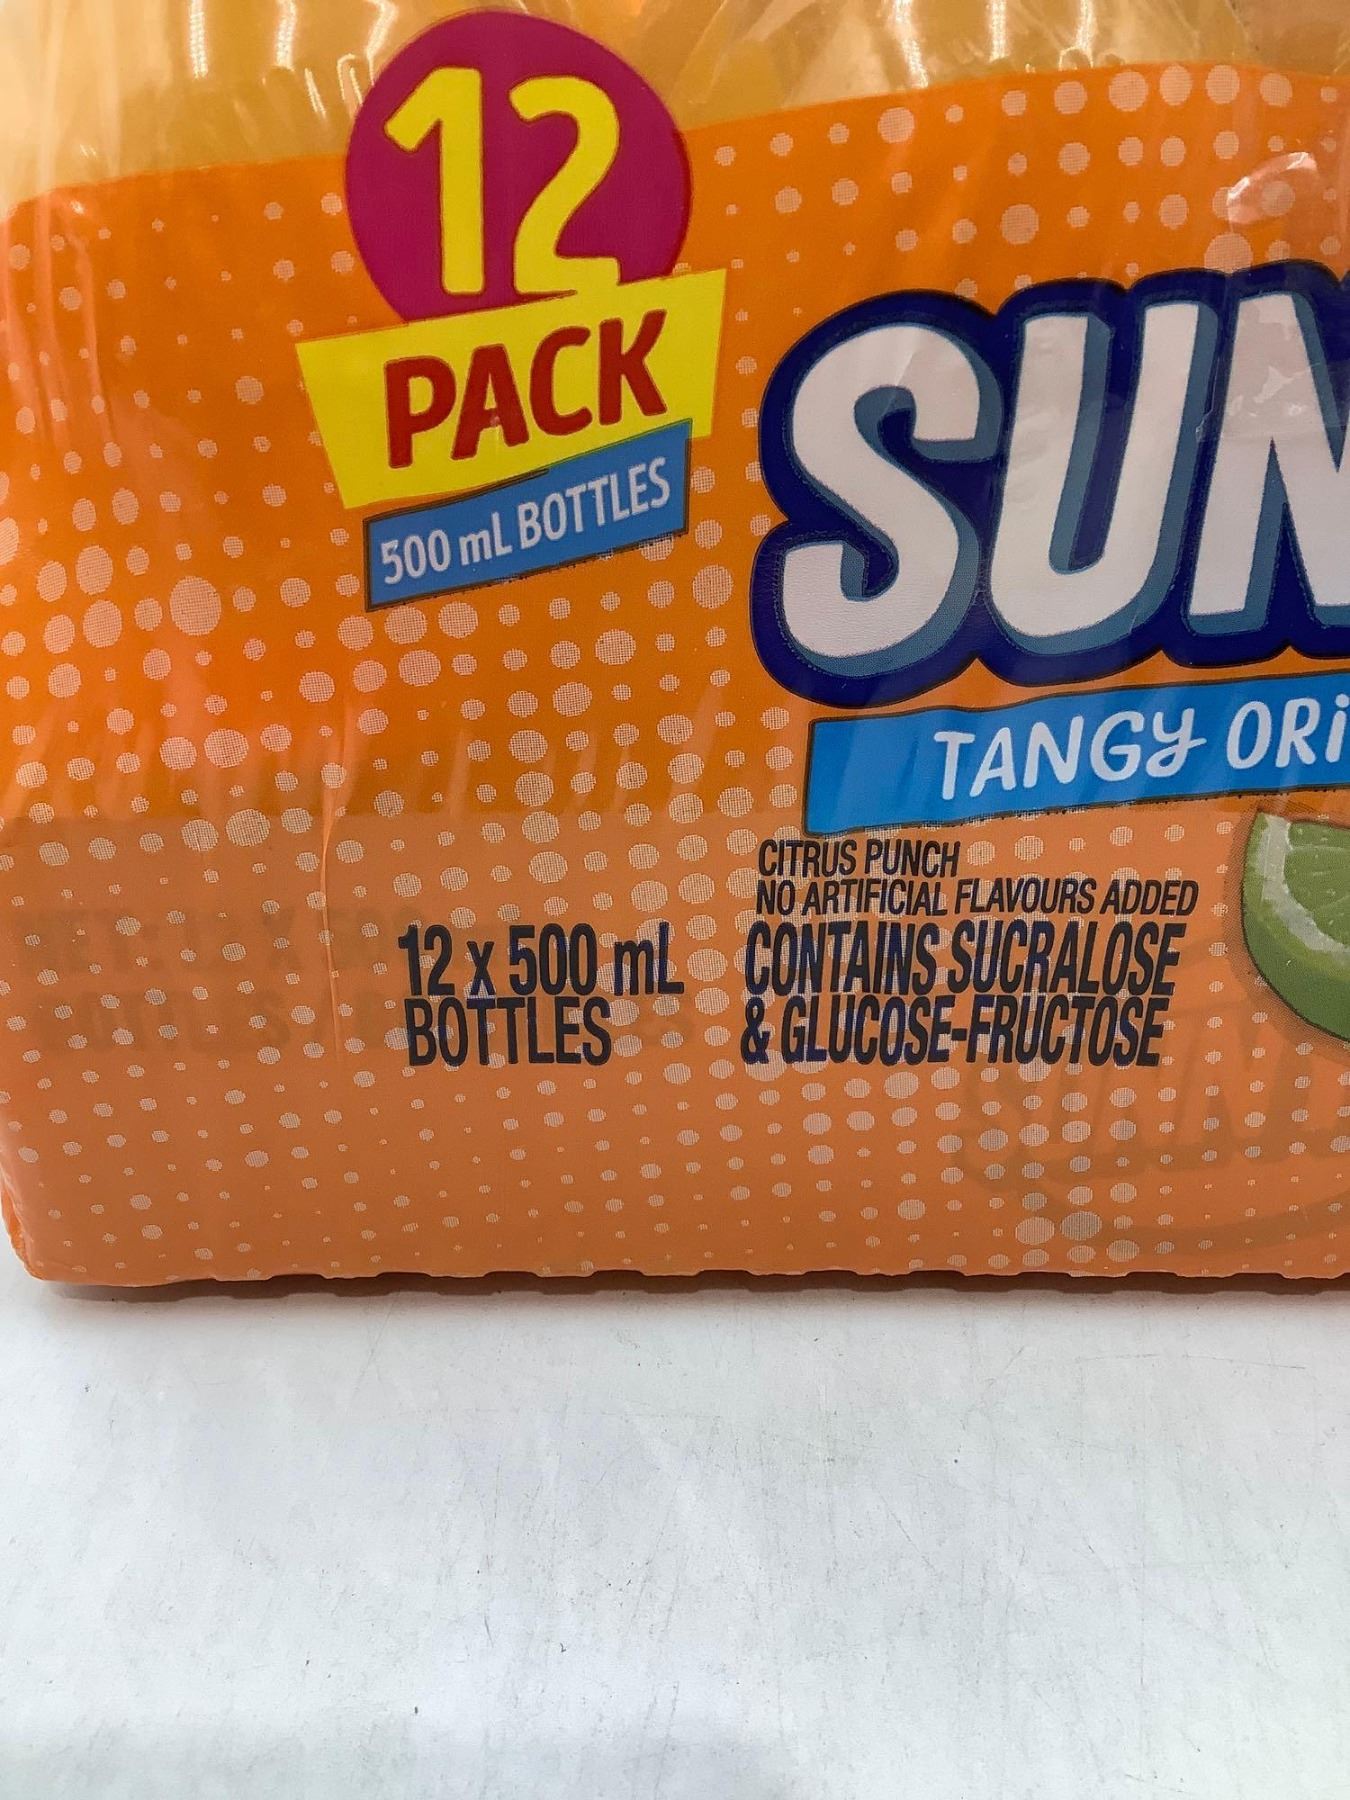 12
PACK
500 mL BOTTLES
SUN
TANGY ORi
CITRUS PUNCH
NO ARTIFICIAL FLAVOURS ADDED
12 x 500 mL
BOTTLES
CONTAINS SUCRALOSE
& GLUCOSE-FRUCTOSE